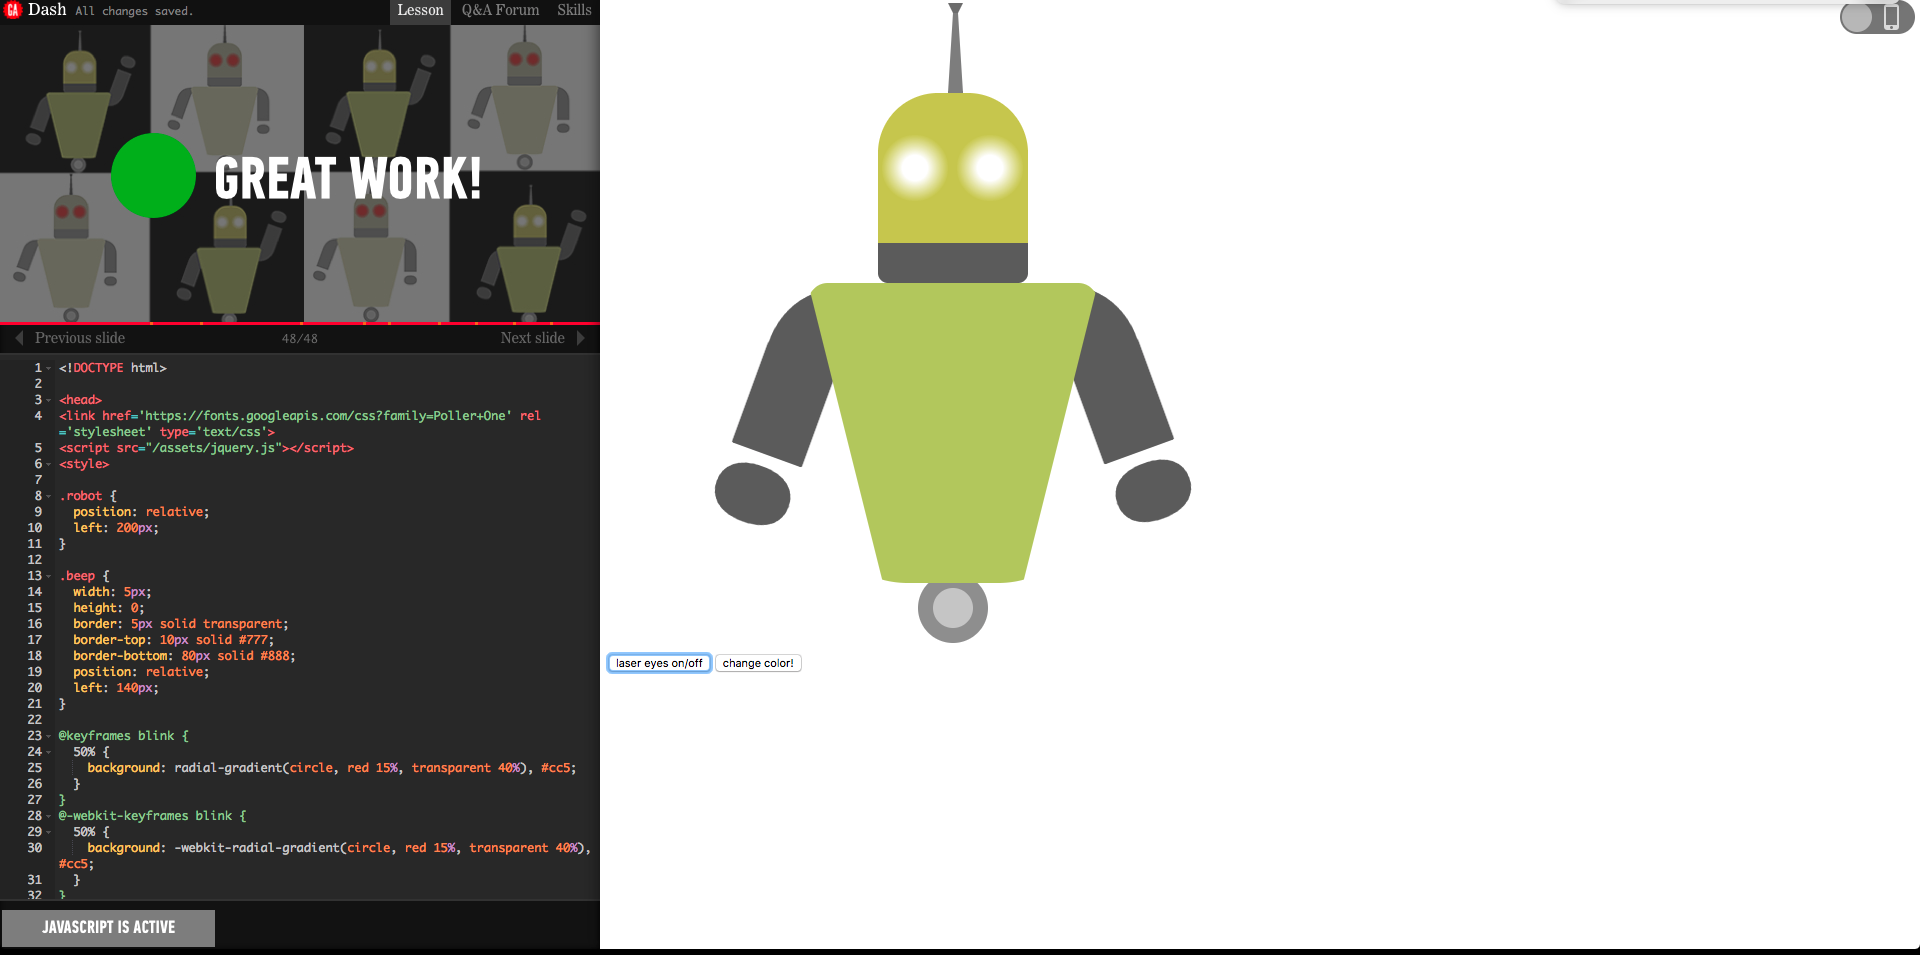 GA Dash All changes saved. Lesson Q&A Forum Skills
GREAT WORK!
Previous slide 48/48 Next slide
1 <!DOCTYPE html>
2
3 <head>
4 <link href='https://fonts.googleapis.com/css?family=Poller+One' rel
='stylesheet' type='text/css'>
5 <script src="/assets/jquery.js"></script>
6 <style>
7
8 .robot {
9 position: relative;
10 left: 200px;
11 }
12
13 .beep {
14 width: 5px;
15 height: 0;
16 border: 5px solid transparent;
17 border-top: 10px solid #777;
18 border-bottom: 80px solid #888;
19 position: relative;
20 left: 140px;
21 }
22
23 @keyframes blink {
24 50% {
25 background: radial-gradient(circle, red 15%, transparent 40%), #cc5;
26 }
27 }
28 @-webkit-keyframes blink {
29 50% {
30 background: -webkit-radial-gradient(circle, red 15%, transparent 40%),
#cc5;
31 }
32 }
JAVASCRIPT IS ACTIVE
laser eyes on/off change color!